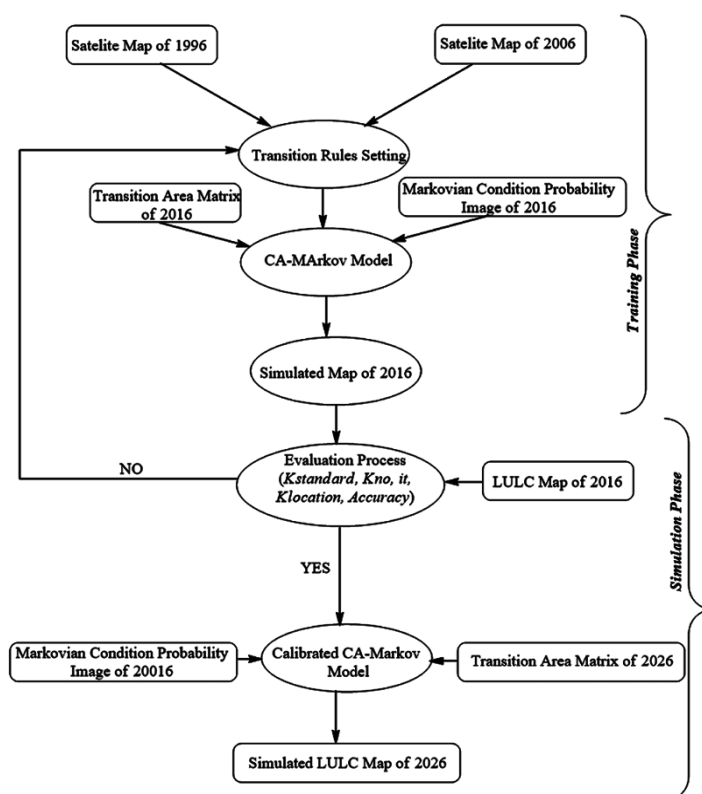 Satelite Map of 1996
Satelite Map of 2006
Transition Rules Setting
Transition Area Matrix
of 2016
Markovian Condition Probability
Image of 2016
CA-MArkov Model
Training Phase
Simulated Map of 2016
NO
Evaluation Process
(Kstandard, Kno, it,
Klocation, Accuracy)
LULC Map of 2016
Simulation Phase
YES
Markovian Condition Probability
Image of 20016
Calibrated CA-Markov
Model
Transition Area Matrix of 2026
Simulated LULC Map of 2026